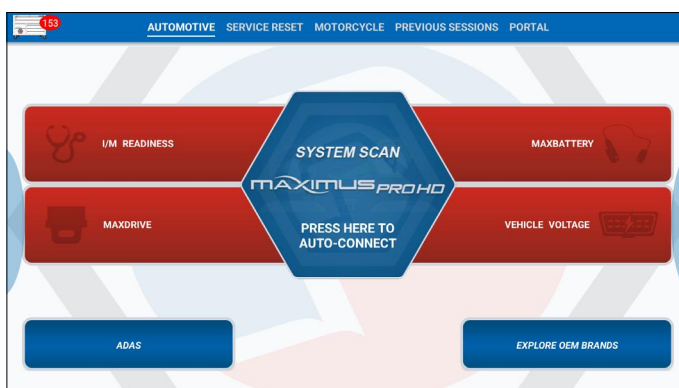 153
AUTOMOTIVE SERVICE RESET MOTORCYCLE PREVIOUS SESSIONS PORTAL
I/M READINESS
SYSTEM SCAN
MAXBATTERY
MAXIMUS PRO HD
MAXDRIVE
PRESS HERE TO
AUTO-CONNECT
VEHICLE VOLTAGE
ADAS
EXPLORE OEM BRANDS